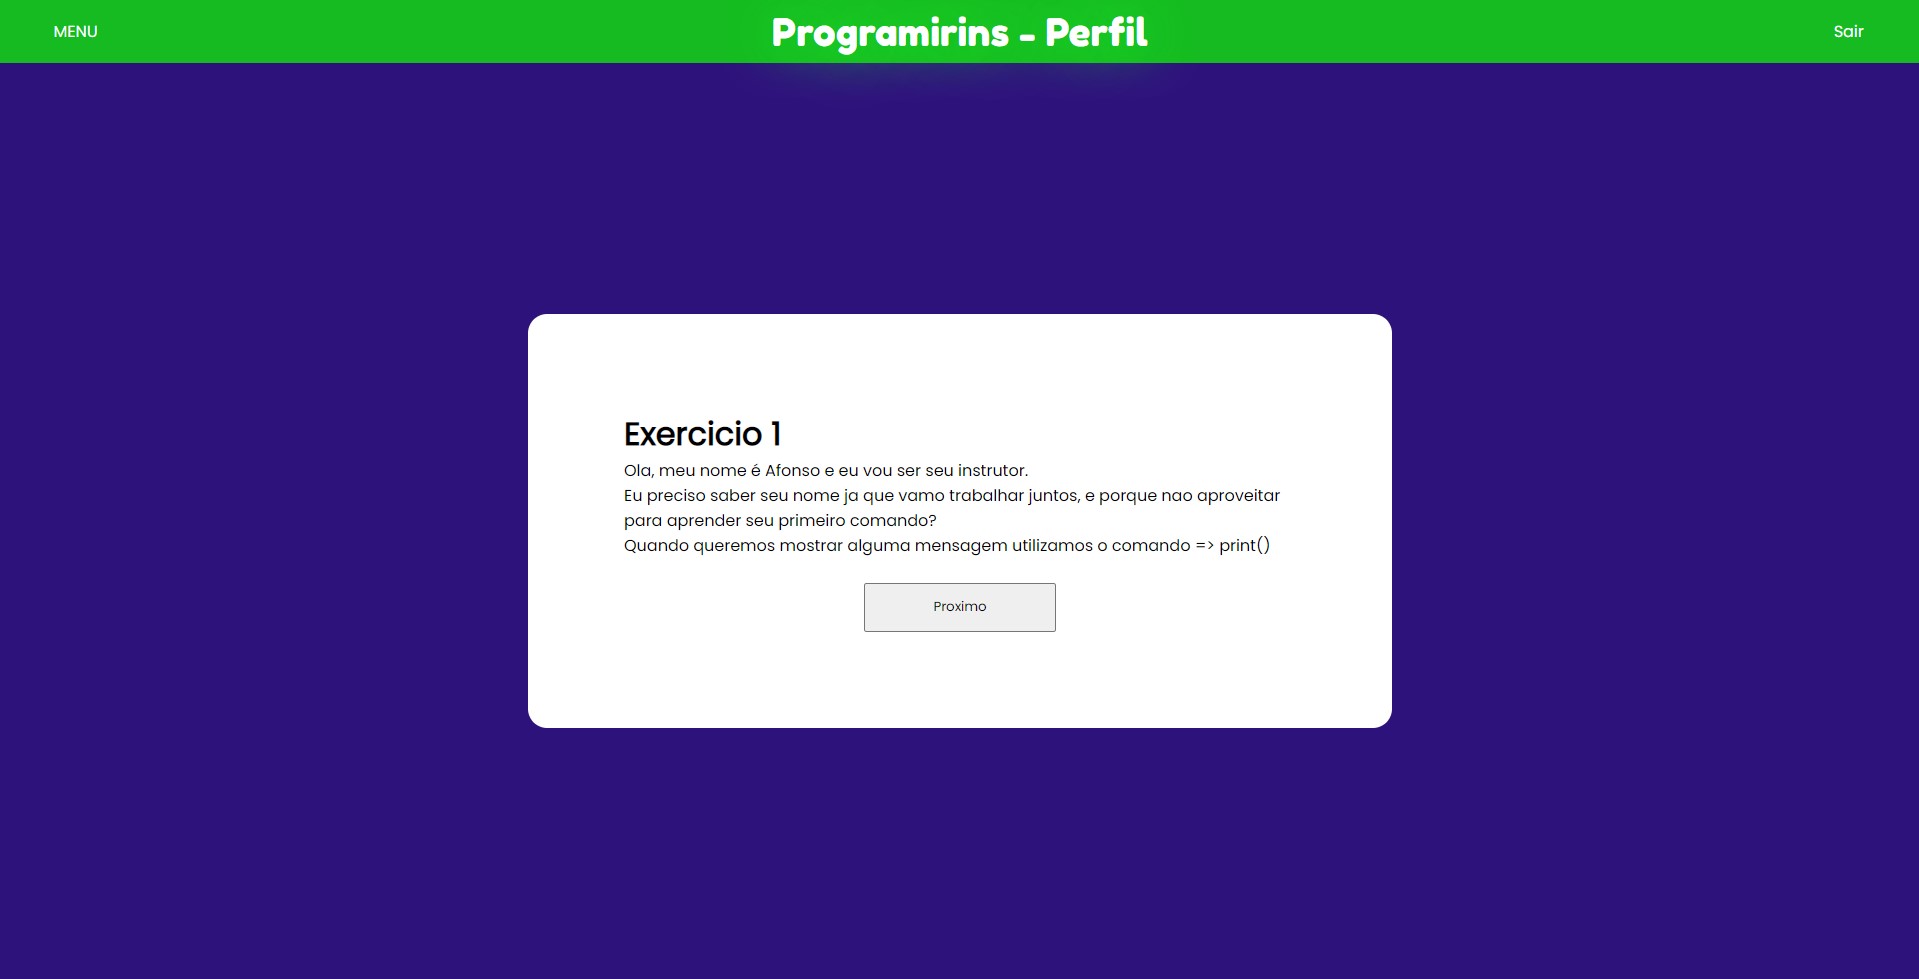 MENU
Programirins - Perfil
Sair
Exercicio 1
Ola, meu nome é Afonso e eu vou ser seu instrutor.
Eu preciso saber seu nome ja que vamo trabalhar juntos, e porque nao aproveitar
para aprender seu primeiro comando?
Quando queremos mostrar alguma mensagem utilizamos o comando => print()
Proximo